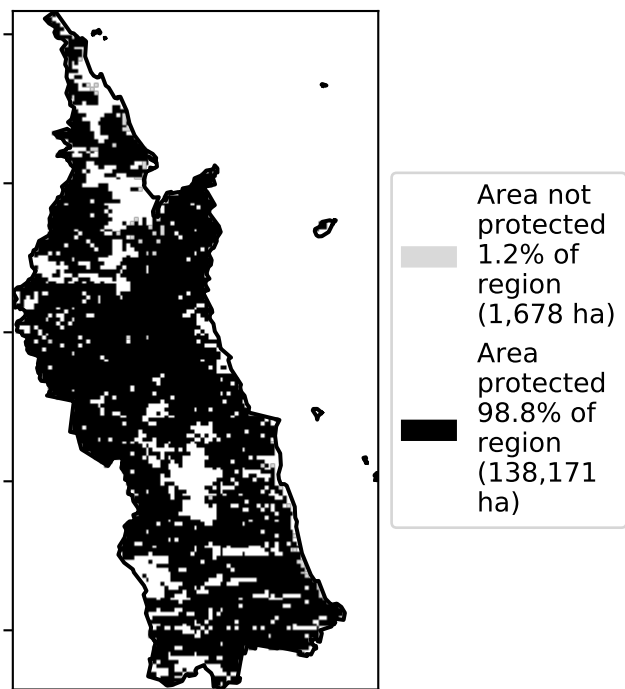 Area not
protected
1.2% of
region
(1,678 ha)
Area
protected
98.8% of
region
(138,171
ha)